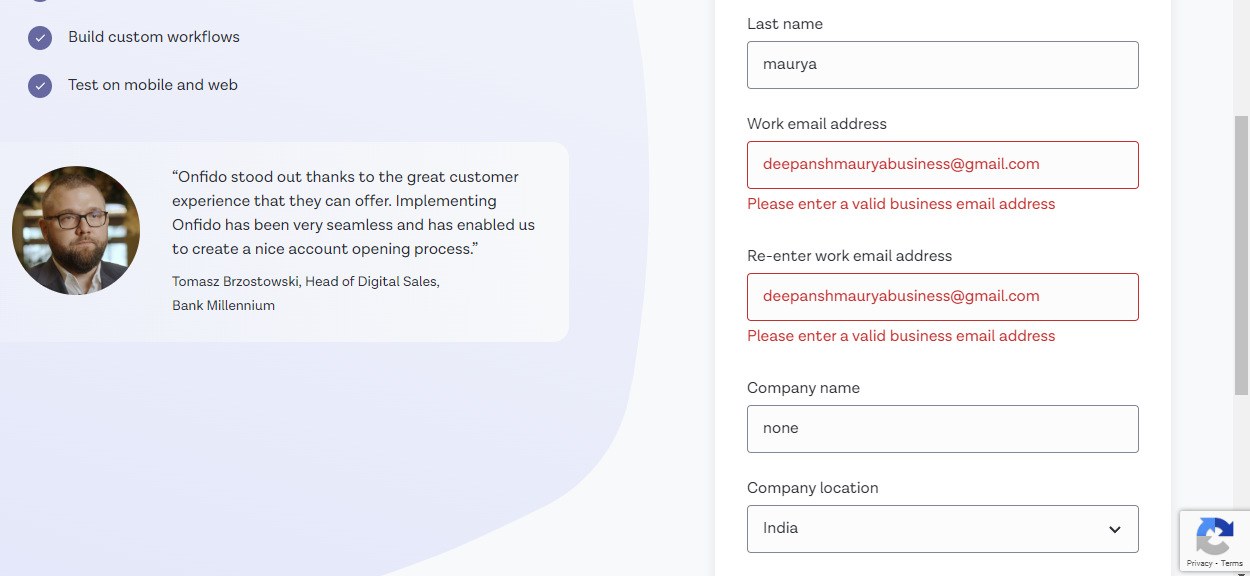 Build custom workflows
Test on mobile and web
“Onfido stood out thanks to the great customer
experience that they can offer. Implementing
Onfido has been very seamless and has enabled us
to create a nice account opening process.”
Tomasz Brzostowski, Head of Digital Sales,
Bank Millennium
Last name
maurya
Work email address
deepanshmauryabusiness@gmail.com
Please enter a valid business email address
Re-enter work email address
deepanshmauryabusiness@gmail.com
Please enter a valid business email address
Company name
none
Company location
India
Privacy - Terms